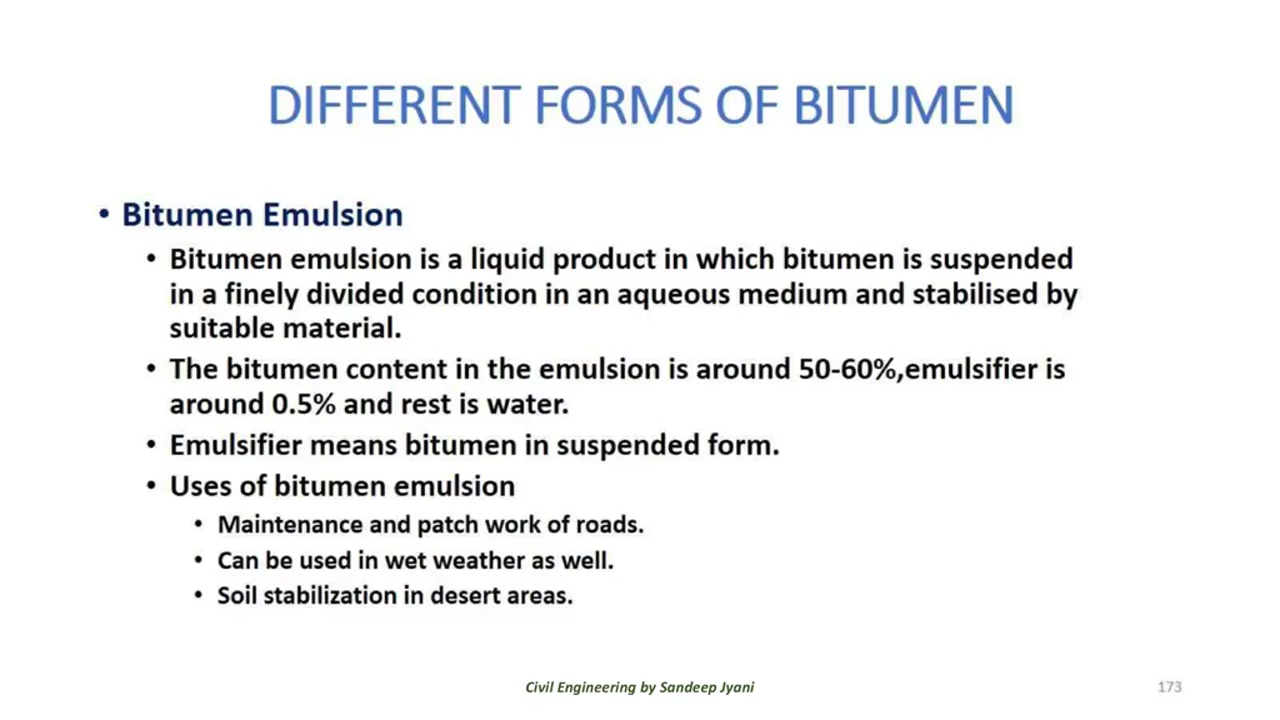 DIFFERENT FORMS OF BITUMEN
• Bitumen Emulsion
• Bitumen emulsion is a liquid product in which bitumen is suspended
in a finely divided condition in an aqueous medium and stabilised by
suitable material.
• The bitumen content in the emulsion is around 50-60%,emulsifier is
around 0.5% and rest is water.
• Emulsifier means bitumen in suspended form.
• Uses of bitumen emulsion
• Maintenance and patch work of roads.
• Can be used in wet weather as well.
• Soil stabilization in desert areas.
Civil Engineering by Sandeep Jyani
173